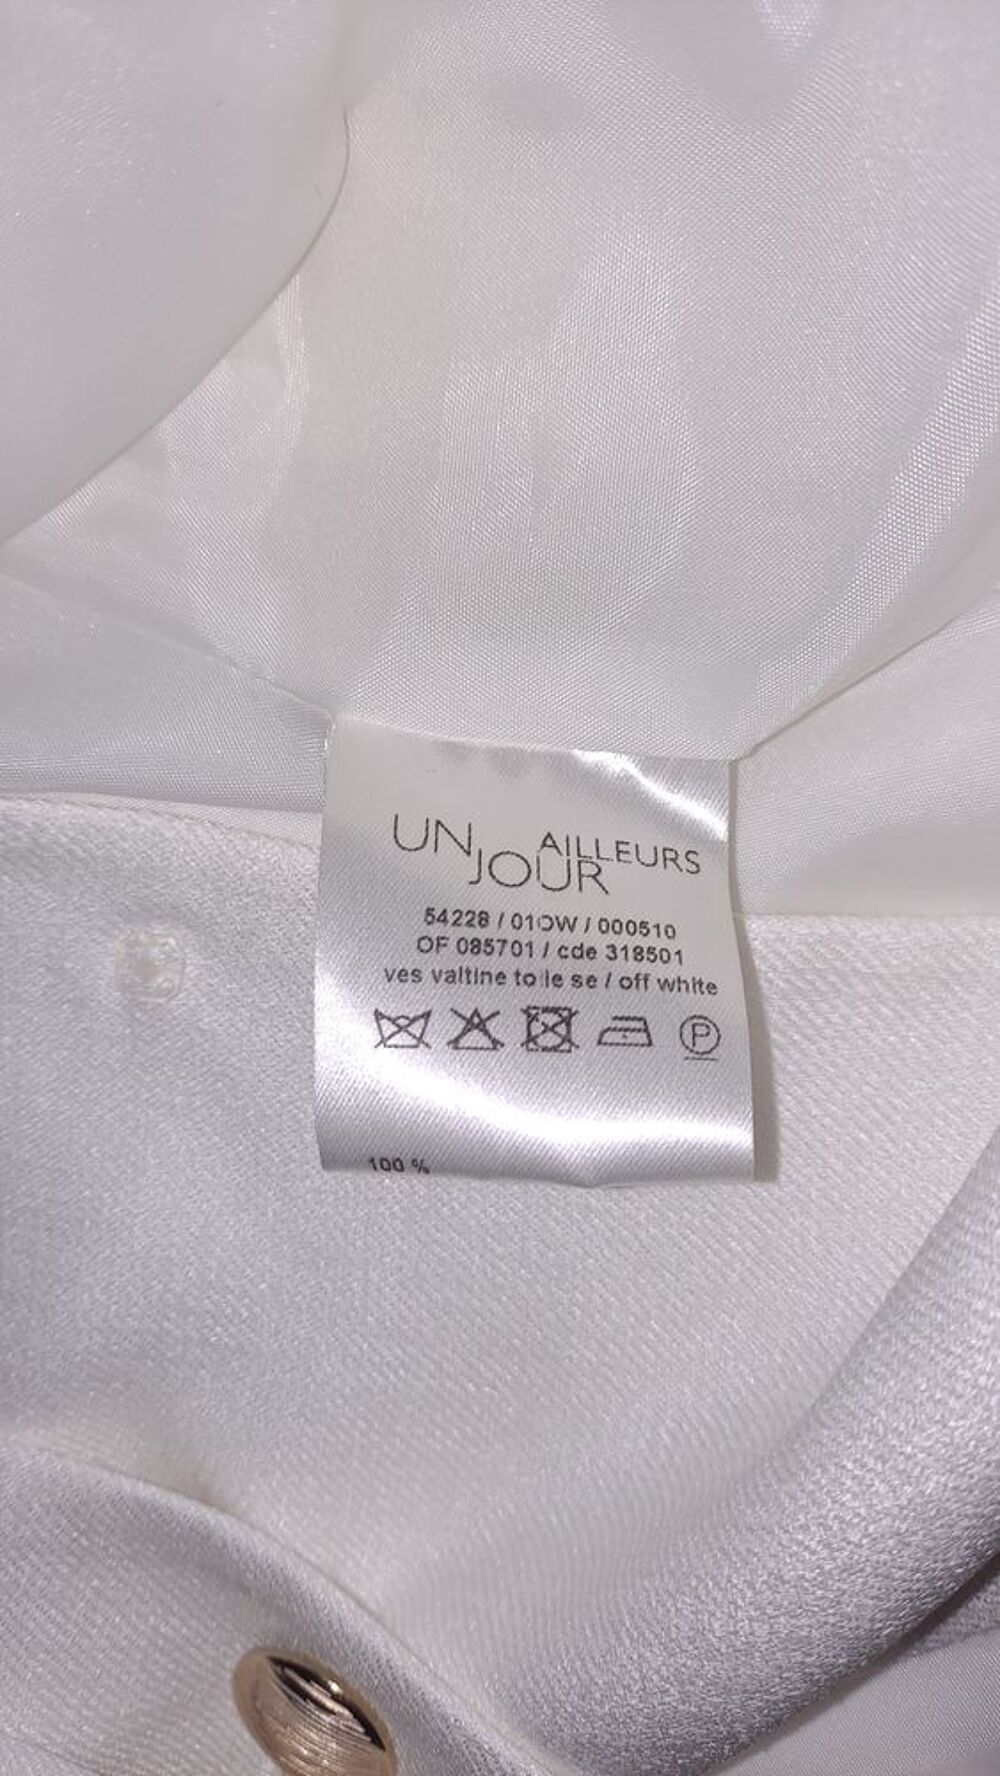 UN JOUR AILLEURS
54228 / 01OW / 000510
OF 085701 / cde 318501
ves valtine toile se / off white
P
100 %